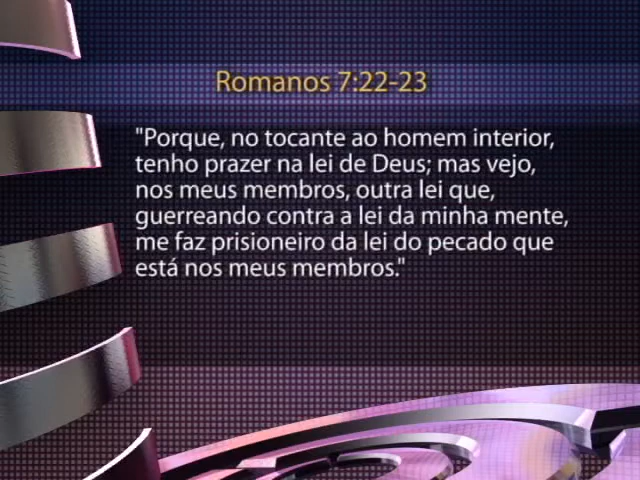 Romanos 7:22-23
"Porque, no tocante ao homem interior,
tenho prazer na lei de Deus; mas vejo,
nos meus membros, outra lei que,
guerreando contra a lei da minha mente,
me faz prisioneiro da lei do pecado que
está nos meus membros."